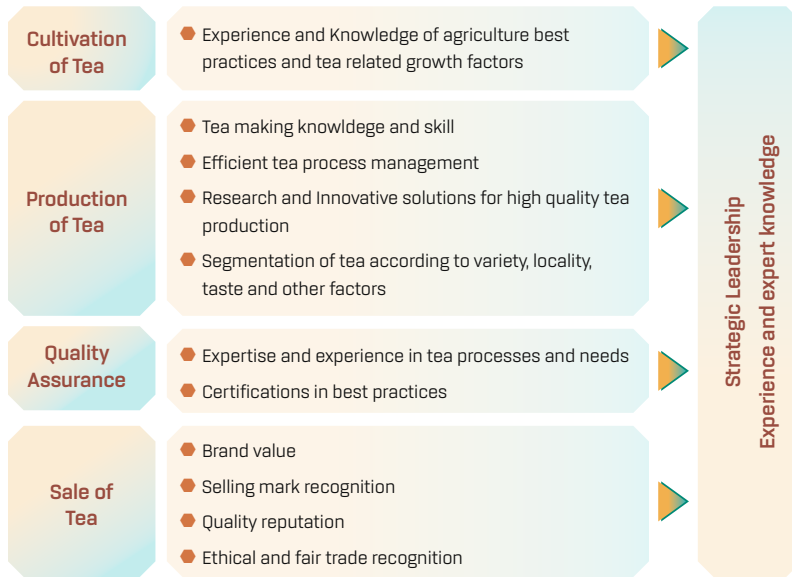 Cultivation
of Tea
Experience and Knowledge of agriculture best
practices and tea related growth factors
Production
of Tea
Tea making knowldege and skill
Efficient tea process management
Research and Innovative solutions for high quality tea
production
Segmentation of tea according to variety, locality,
taste and other factors
Quality
Assurance
Expertise and experience in tea processes and needs
Certifications in best practices
Sale of
Tea
Brand value
Selling mark recognition
Quality reputation
Ethical and fair trade recognition
Strategic Leadership
Experience and expert knowledge